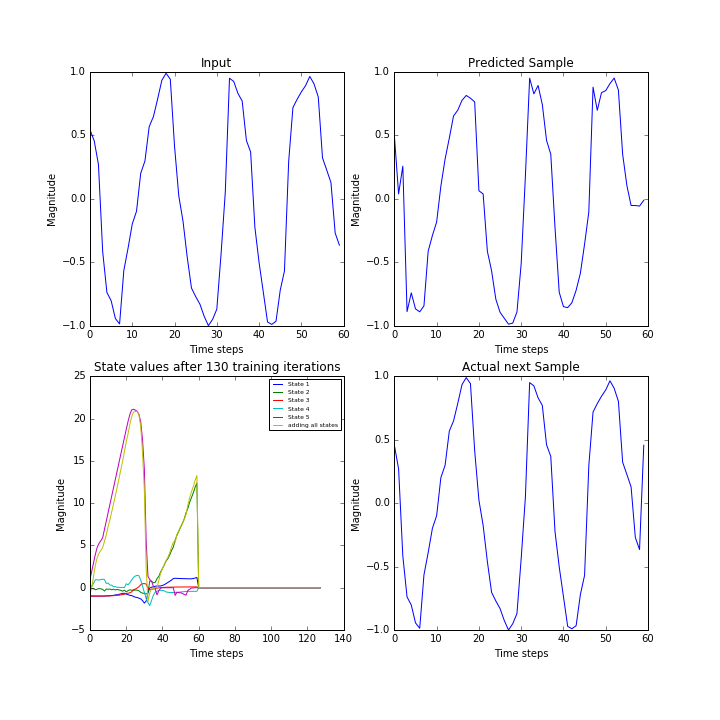 Input
Magnitude
1.0
0.5
0.0
−0.5
−1.0
0 10 20 30 40 50 60
Time steps
Predicted Sample
Magnitude
1.0
0.5
0.0
−0.5
−1.0
0 10 20 30 40 50 60
Time steps
State values after 130 training iterations
Magnitude
25
20
15
10
5
0
−5
0 20 40 60 80 100 120 140
Time steps
State 1
State 2
State 3
State 4
State 5
adding all states
Actual next Sample
Magnitude
1.0
0.5
0.0
−0.5
−1.0
0 10 20 30 40 50 60
Time steps